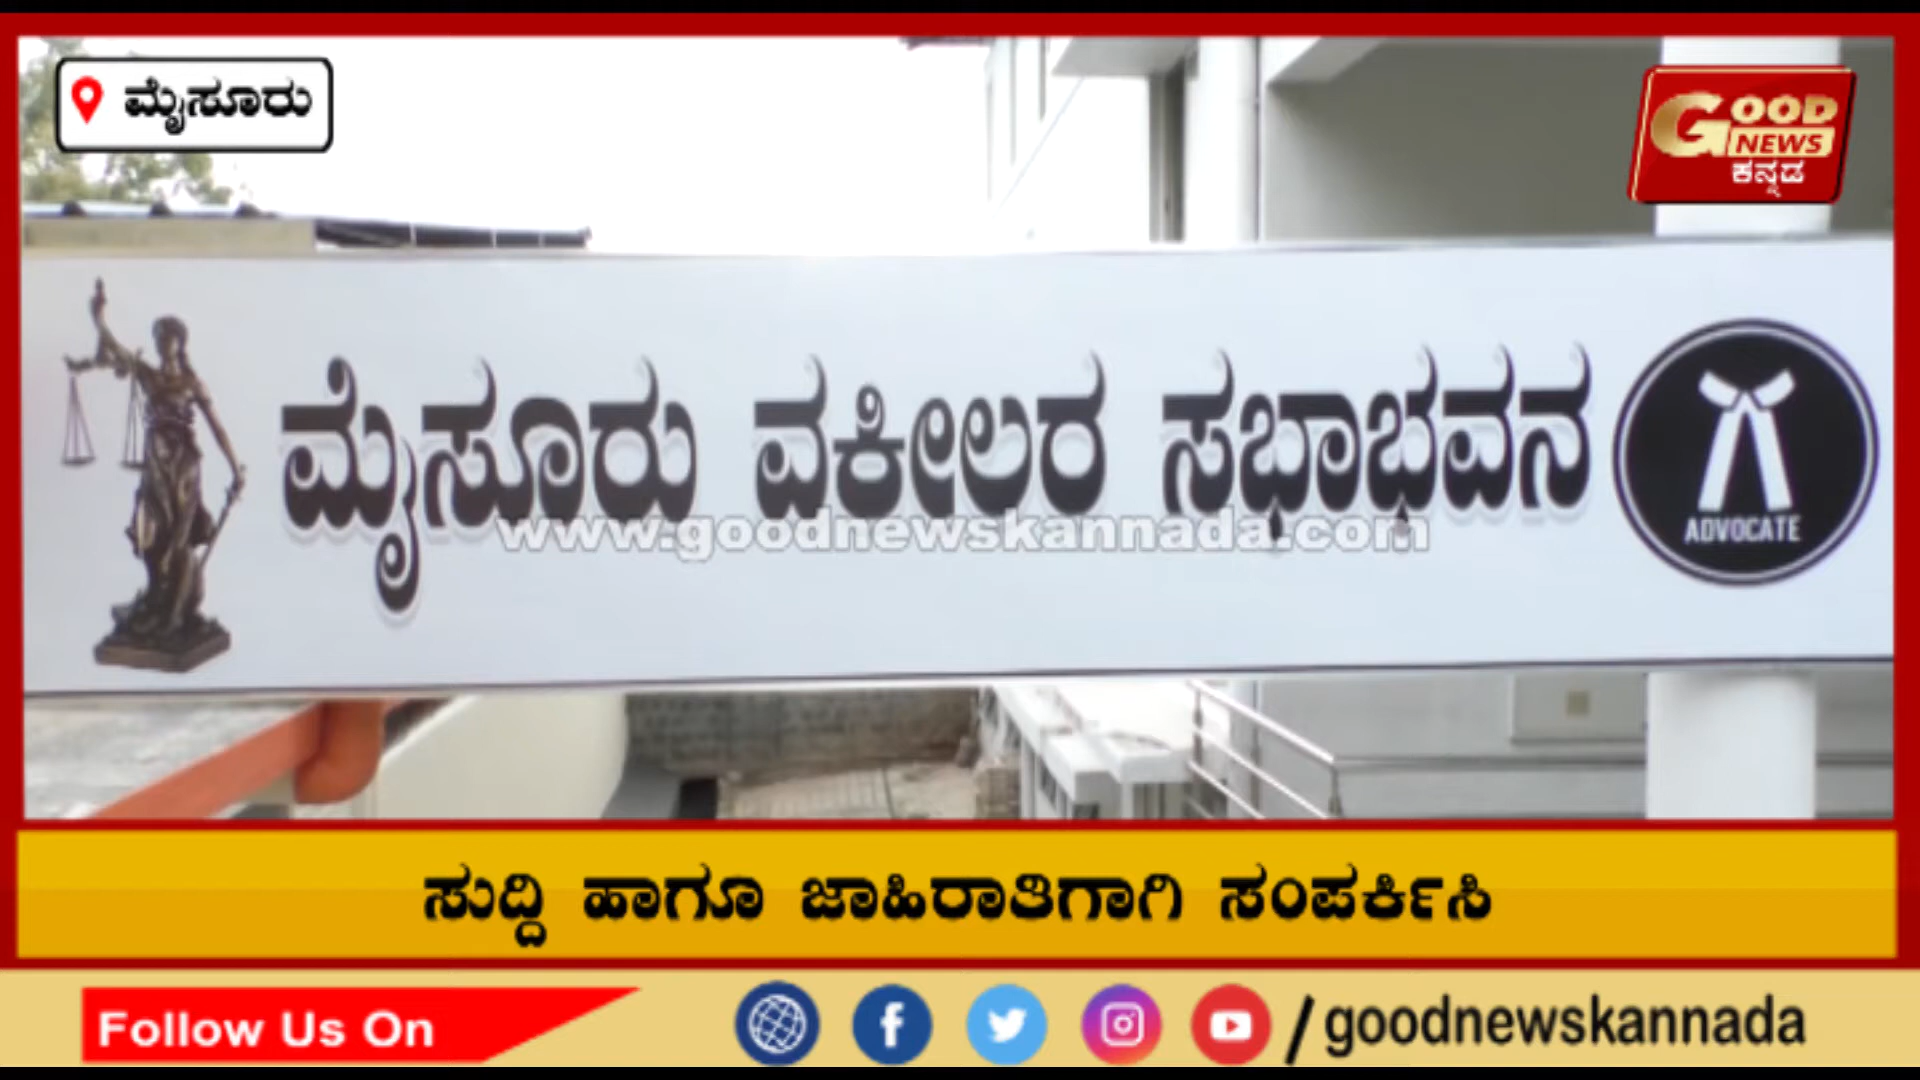 ಮೈಸೂರು
GOOD
NEWS
ಕನ್ನಡ
ಮೈಸೂರು ವಕೀಲರ ಸಭಾಭವನ
ADVOCATE
www.goodnewskannada.com
ಸುದ್ದಿ ಹಾಗೂ ಜಾಹಿರಾತಿಗಾಗಿ ಸಂಪರ್ಕಿಸಿ
Follow Us On
/goodnewskannada